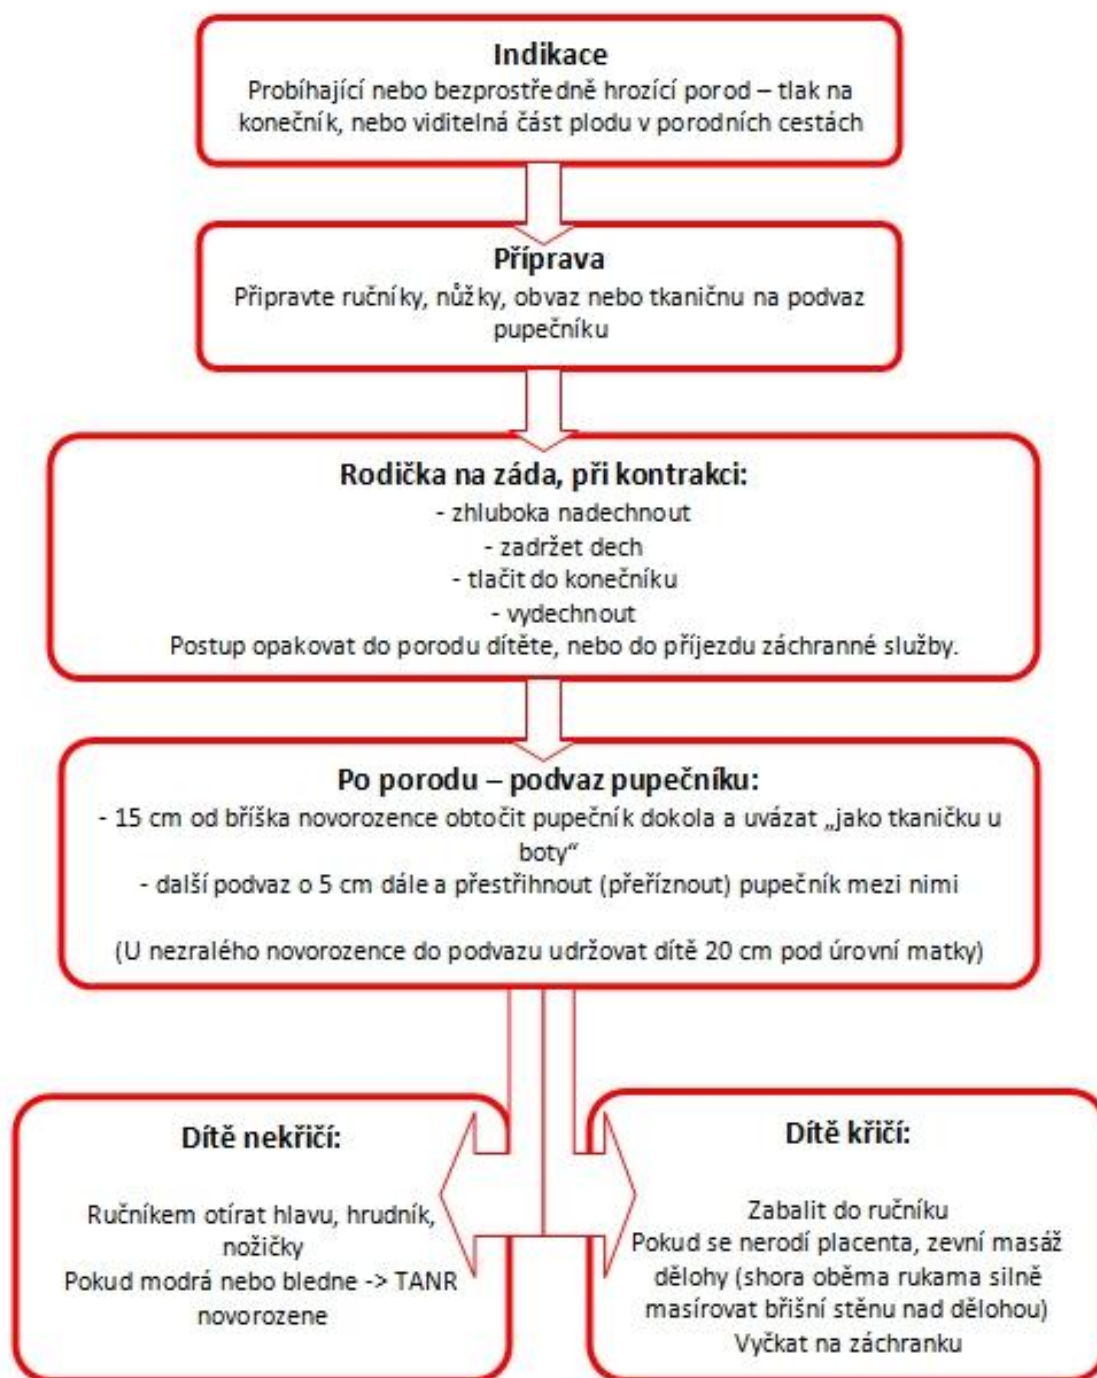 Indikace
Probíhající nebo bezprostředně hrozící porod – tlak na
konečník, nebo viditelná část plodu v porodních cestách
Příprava
Připravte ručníky, nůžky, obvaz nebo tkaničnu na podvaz
pupečníku
Rodička na záda, při kontrakci:
- zhluboka nadechnout
- zadržet dech
- tlačit do konečníku
- vydechnout
Postup opakovat do porodu dítěte, nebo do příjezdu záchranné služby.
Po porodu – podvaz pupečníku:
- 15 cm od bříška novorozence obtočit pupečník dokola a uvázat „jako tkaničku u
boty“
- další podvaz o 5 cm dále a přestřihnout (přeříznout) pupečník mezi nimi
(U nezralého novorozence do podvazu udržovat dítě 20 cm pod úrovní matky)
Dítě nekřičí:
Ručníkem otírat hlavu, hrudník,
nožičky
Pokud modrá nebo bledne -> TANR
novorozene
Dítě křičí:
Zabalit do ručníku
Pokud se nerodí placenta, zevní masáž
dělohy (shora oběma rukama silně
masírovat břišní stěnu nad dělohou)
Vyčkat na záchranku